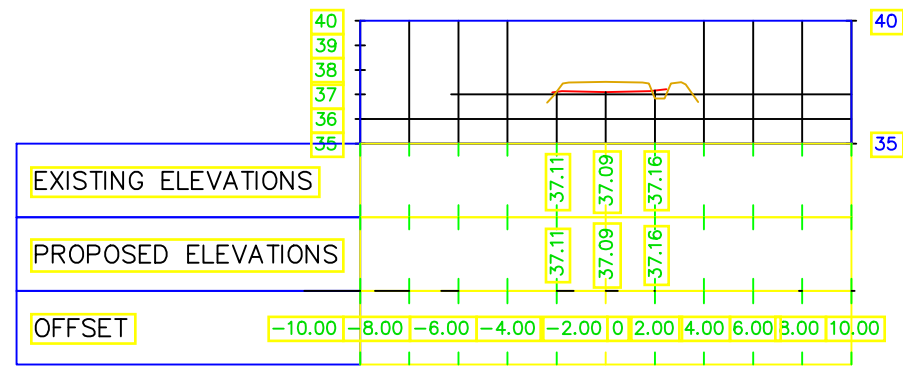 40 40
39
38
37
36
35 35
EXISTING ELEVATIONS 37.11 37.09 37.16
PROPOSED ELEVATIONS 37.11 37.09 37.16
OFFSET -10.00 -8.00 -6.00 -4.00 -2.00 0 2.00 4.00 6.00 8.00 10.00